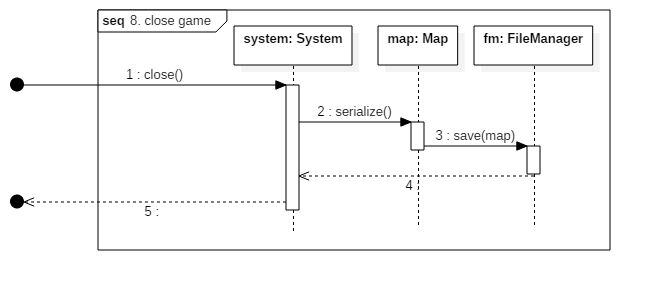 seq 8. close game
system: System
map: Map
fm: FileManager
1 : close()
2 : serialize()
3 : save(map)
4
5 :